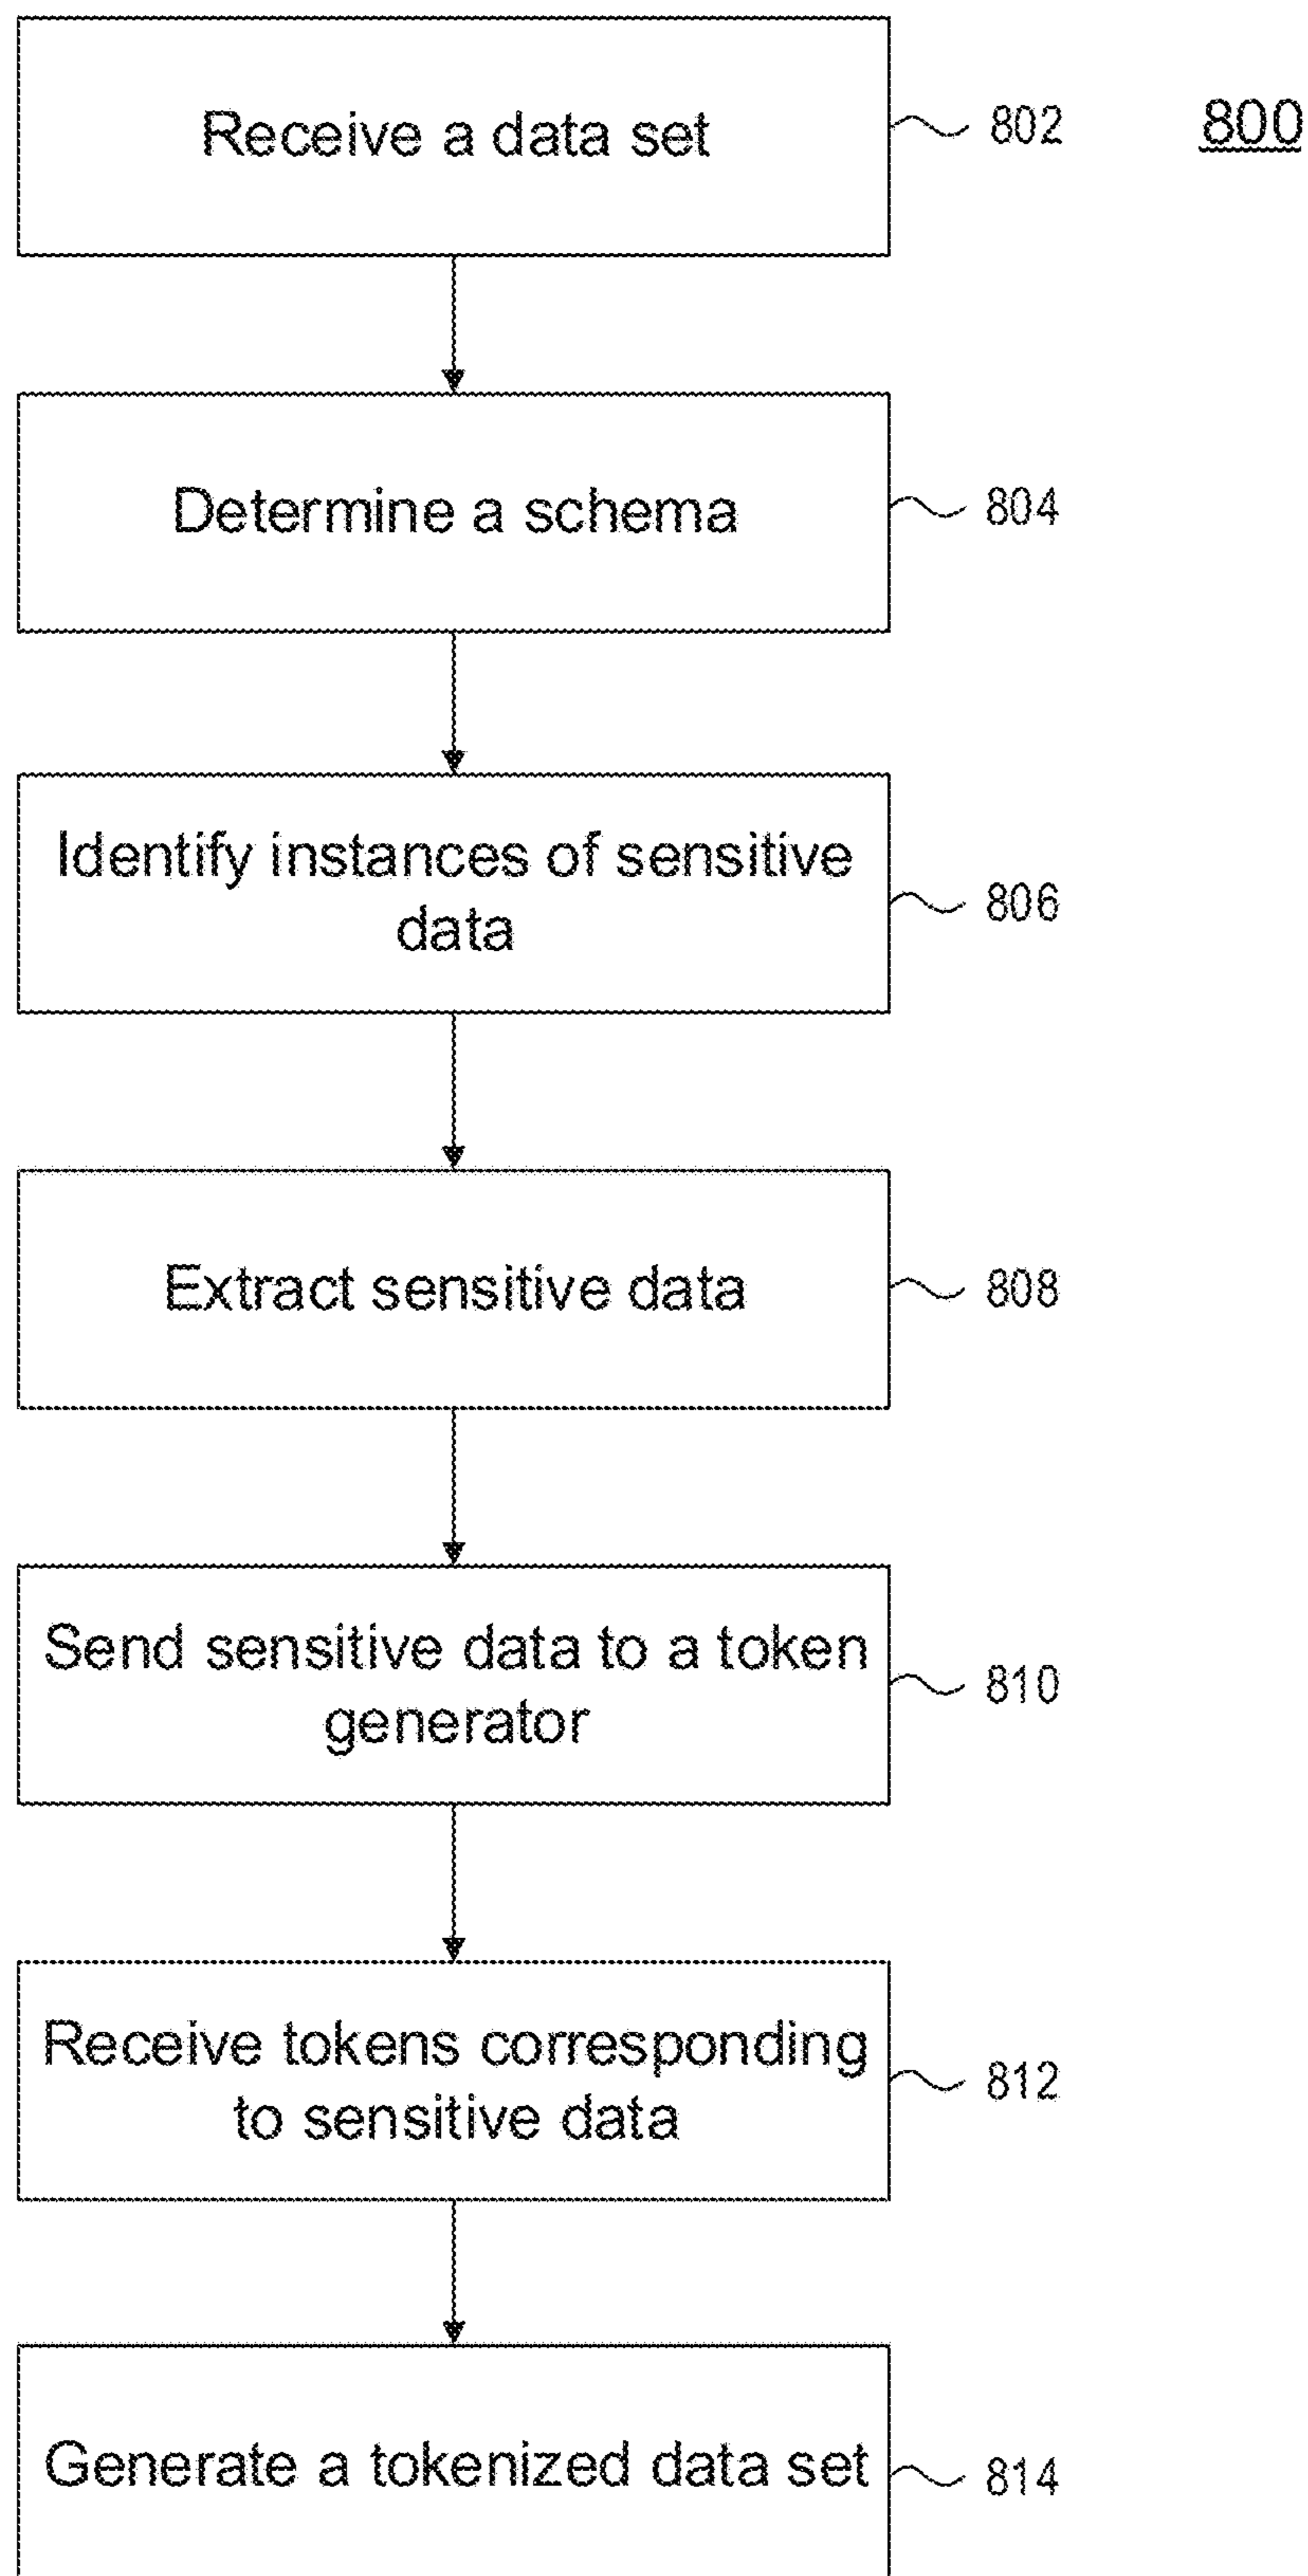 Receive a data set
802
800
Determine a schema
804
Identify instances of sensitive
data
806
Extract sensitive data
808
Send sensitive data to a token
generator
810
Receive tokens corresponding
to sensitive data
812
Generate a tokenized data set
814